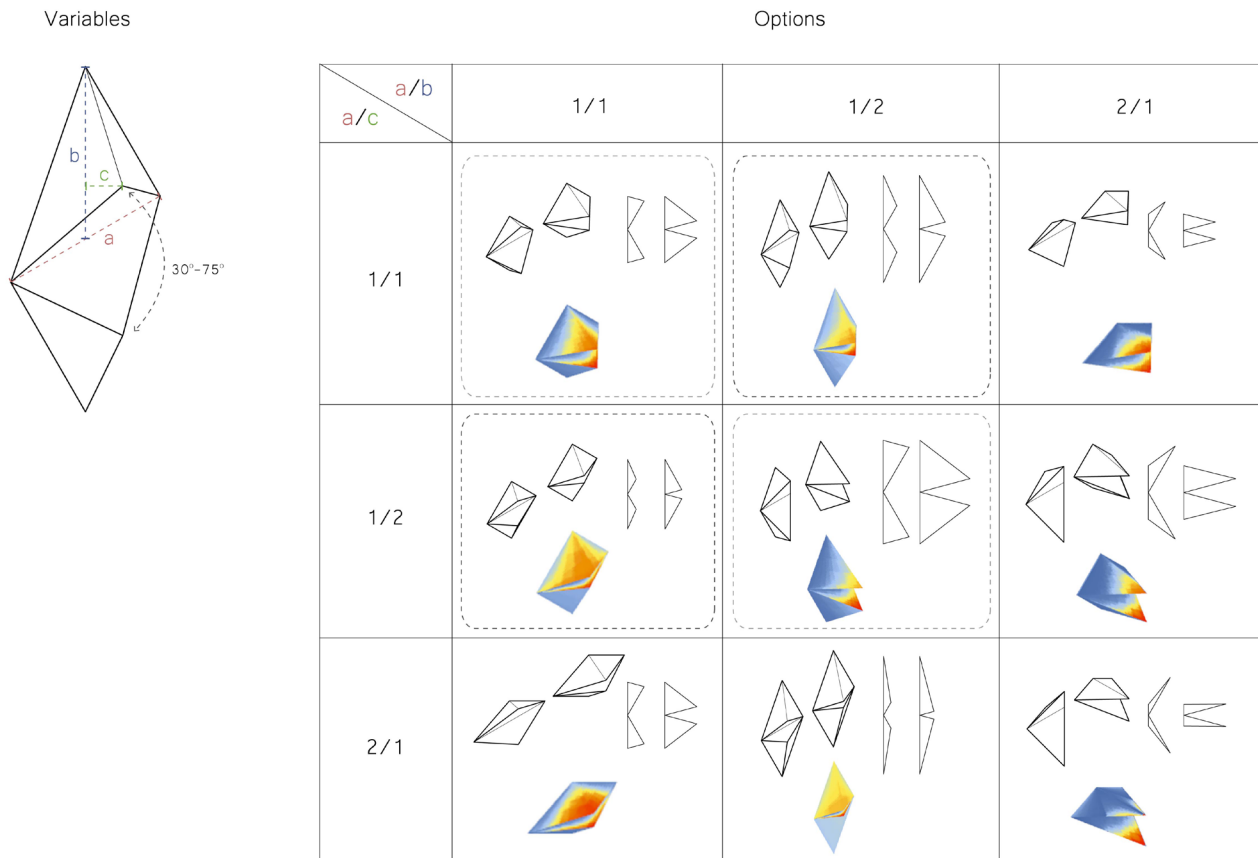 Variables
Options
a/b
a/c
1/1
1/2
2/1
b
c
a
30°-75°
1/1
1/2
2/1